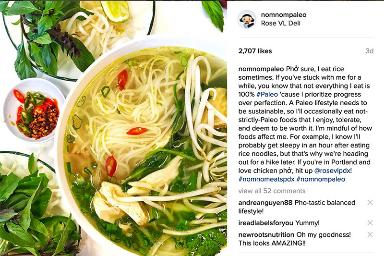 nomnompaleo
Rose VL Deli
2,707 likes
3d
nomnompaleo Phở sure, I eat rice
sometimes. If you've stuck with me for a
while, you know that not everything I eat is
100% #Paleo 'cause I prioritize progress
over perfection. A Paleo lifestyle needs to
be sustainable, so I'll occasionally eat not-
strictly-Paleo foods that I enjoy, tolerate,
and deem to be worth it. I'm mindful of how
foods affect me. For example, I know I'll
probably get sleepy in an hour after eating
rice noodles, but that's why we're heading
out for a hike later. If you're in Portland and
love chicken phở, hit up @rosevlpdx!
#nomnomeatspdx #nomnompaleo
view all 52 comments
andreanguyen88 Pho-tastic balanced
lifestyle!
ireadlabelsforyou Yummy!
newrootsnutrition Oh my goodness!
This looks AMAZING!!